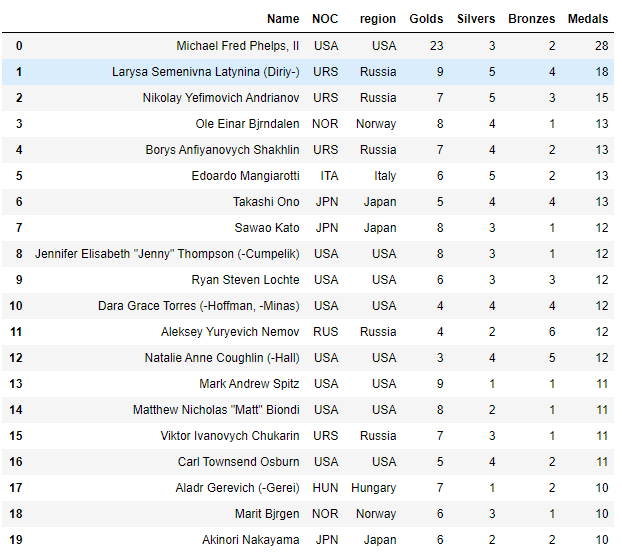 Name NOC region Golds Silvers Bronzes Medals
0 Michael Fred Phelps, II USA USA 23 3 2 28
1 Larysa Semenivna Latynina (Diriy-) URS Russia 9 5 4 18
2 Nikolay Yefimovich Andrianov URS Russia 7 5 3 15
3 Ole Einar Bjrndalen NOR Norway 8 4 1 13
4 Borys Anfiyanovych Shakhlin URS Russia 7 4 2 13
5 Edoardo Mangiarotti ITA Italy 6 5 2 13
6 Takashi Ono JPN Japan 5 4 4 13
7 Sawao Kato JPN Japan 8 3 1 12
8 Jennifer Elisabeth "Jenny" Thompson (-Cumpelik) USA USA 8 3 1 12
9 Ryan Steven Lochte USA USA 6 3 3 12
10 Dara Grace Torres (-Hoffman, -Minas) USA USA 4 4 4 12
11 Aleksey Yuryevich Nemov RUS Russia 4 2 6 12
12 Natalie Anne Coughlin (-Hall) USA USA 3 4 5 12
13 Mark Andrew Spitz USA USA 9 1 1 11
14 Matthew Nicholas "Matt" Biondi USA USA 8 2 1 11
15 Viktor Ivanovych Chukarin URS Russia 7 3 1 11
16 Carl Townsend Osburn USA USA 5 4 2 11
17 Aladr Gerevich (-Gerei) HUN Hungary 7 1 2 10
18 Marit Bjrgen NOR Norway 6 3 1 10
19 Akinori Nakayama JPN Japan 6 2 2 10